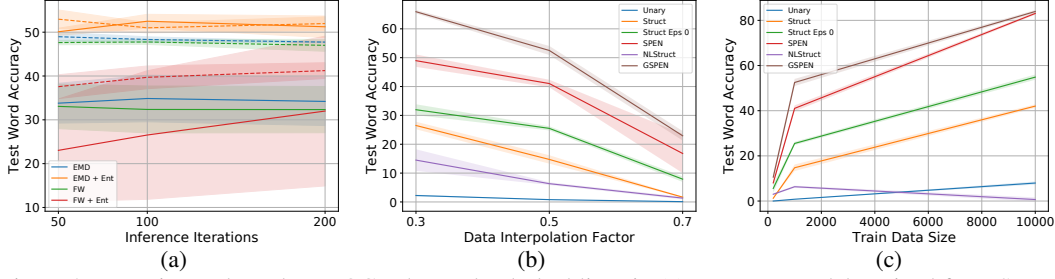 Test Word Accuracy
50
40
30
20
10
EMD
EMD + Ent
FW
FW + Ent
50
100
200
Inference Iterations
(a)
Test Word Accuracy
60
50
40
30
20
10
0
Unary
Struct
Struct Eps 0
SPEN
NLStruct
GSPEN
0.3
0.5
0.7
Data Interpolation Factor
(b)
Test Word Accuracy
80
60
40
20
0
Unary
Struct
Struct Eps 0
SPEN
NLStruct
GSPEN
0
2000
4000
6000
8000
10000
Train Data Size
(c)